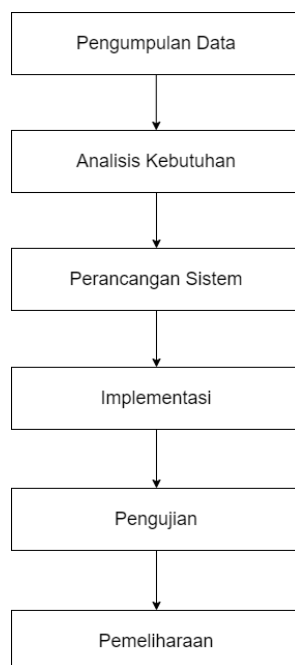 Pengumpulan Data
Analisis Kebutuhan
Perancangan Sistem
Implementasi
Pengujian
Pemeliharaan